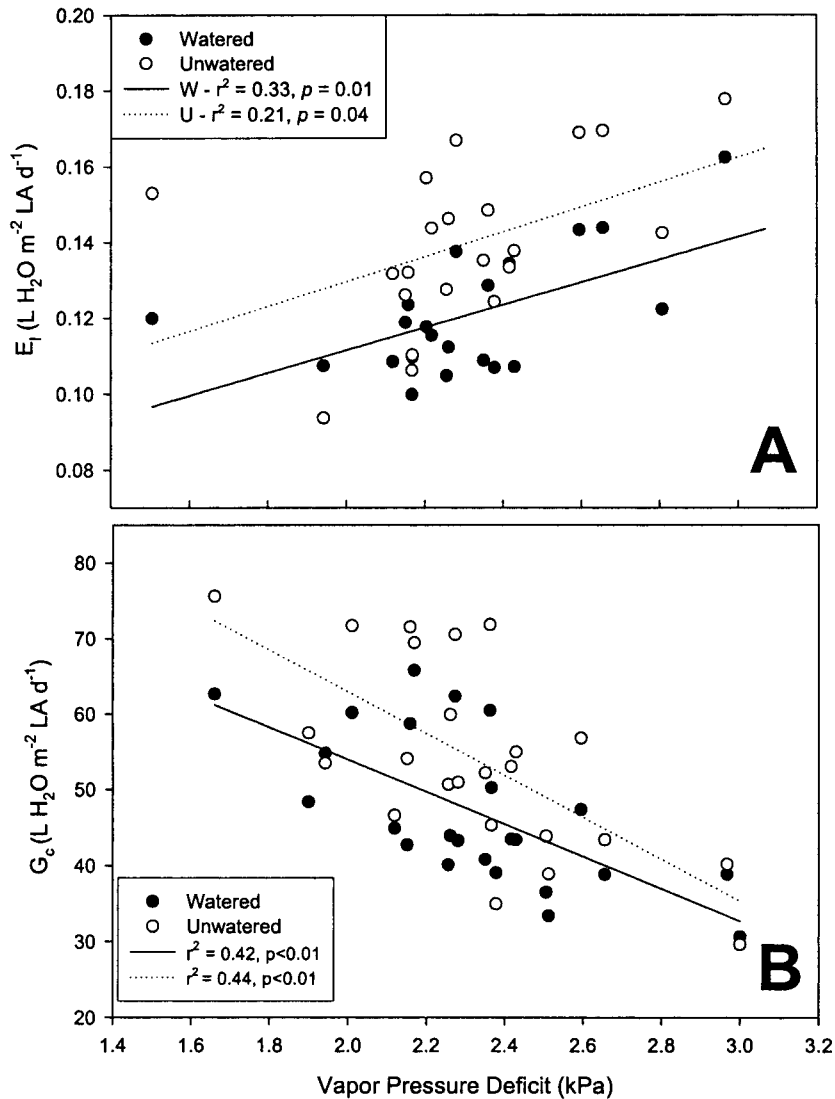 0.20
0.18
0.16
0.14
0.12
0.10
0.08
E_l (L H₂O m⁻² LA d⁻¹)
Watered
Unwatered
W - r² = 0.33, p = 0.01
U - r² = 0.21, p = 0.04
A
80
70
60
50
40
30
20
G_c (L H₂O m⁻² LA d⁻¹)
Watered
Unwatered
r² = 0.42, p<0.01
r² = 0.44, p<0.01
B
1.4 1.6 1.8 2.0 2.2 2.4 2.6 2.8 3.0 3.2
Vapor Pressure Deficit (kPa)